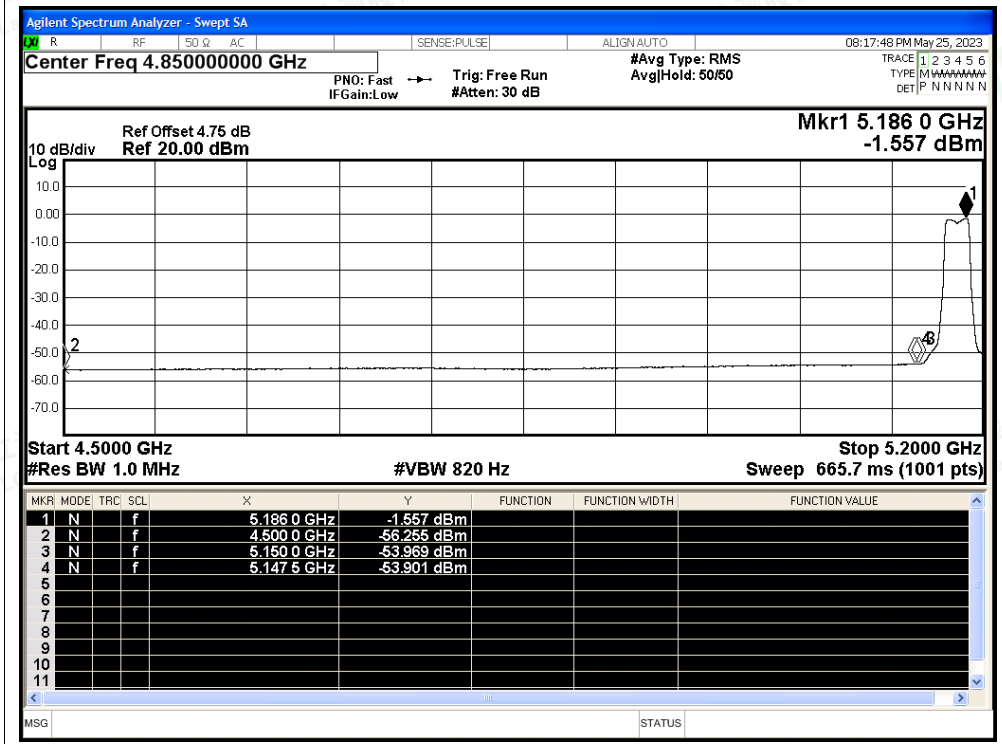 Agilent Spectrum Analyzer - Swept SA
LXI R RF 50 Ω AC SENSE:PULSE ALIGN AUTO 08:17:48 PM May 25, 2023
Center Freq 4.850000000 GHz #Avg Type: RMS TRACE 1 2 3 4 5 6
PNO: Fast Trig: Free Run Avg|Hold: 50/50 TYPE M WWWWW
IFGain:Low #Atten: 30 dB DET P N N N N N
Mkr1 5.186 0 GHz
Ref Offset 4.75 dB
10 dB/div Ref 20.00 dBm -1.557 dBm
Log
10.0
1
0.00
-10.0
-20.0
-30.0
-40.0
2 4 3
-50.0
-60.0
-70.0
Start 4.5000 GHz Stop 5.2000 GHz
#Res BW 1.0 MHz #VBW 820 Hz Sweep 665.7 ms (1001 pts)
MKR MODE TRC SCL X Y FUNCTION FUNCTION WIDTH FUNCTION VALUE
1 N f 5.186 0 GHz -1.557 dBm
2 N f 4.500 0 GHz -56.255 dBm
3 N f 5.150 0 GHz -53.969 dBm
4 N f 5.147 5 GHz -53.901 dBm
5
6
7
8
9
10
11
MSG STATUS